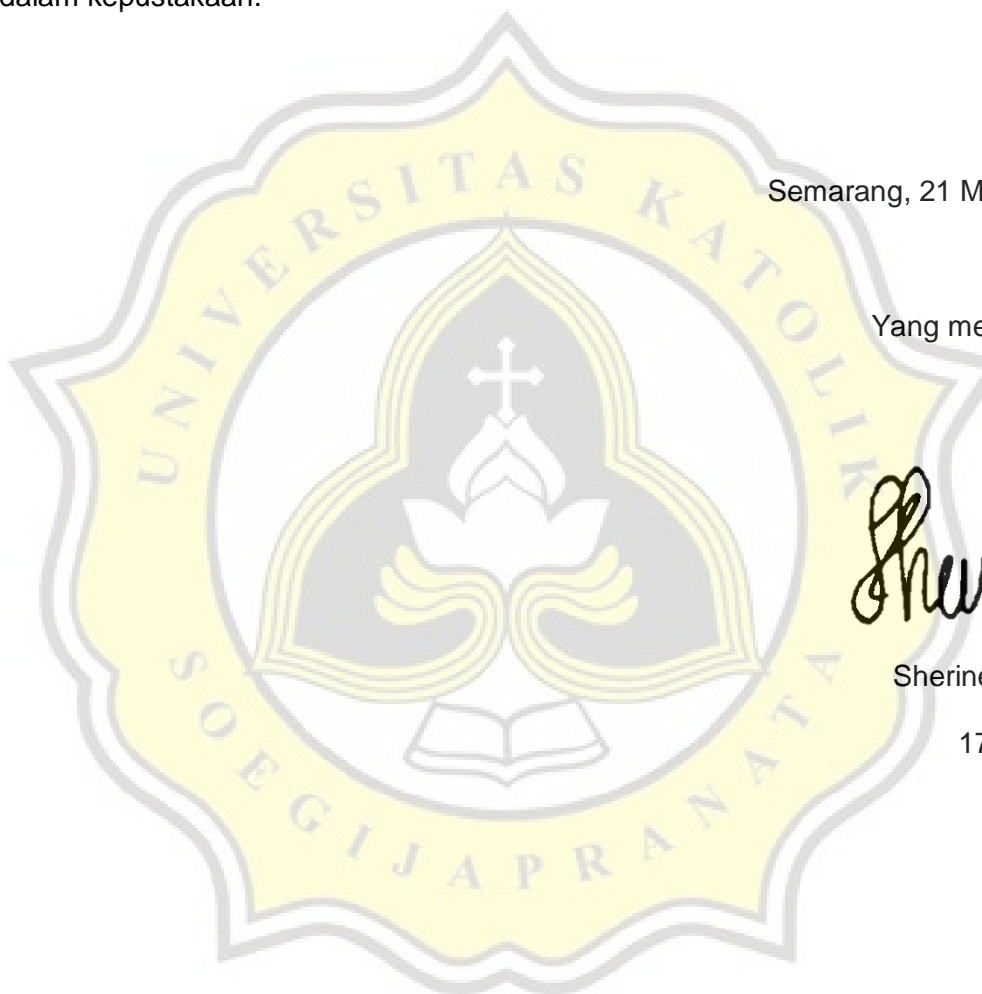 dalam kepustakaan.
Semarang, 21 M
Yang me
Sherine
17
UNIVERSITAS KATOLIK
SOEGIJAPRANATA